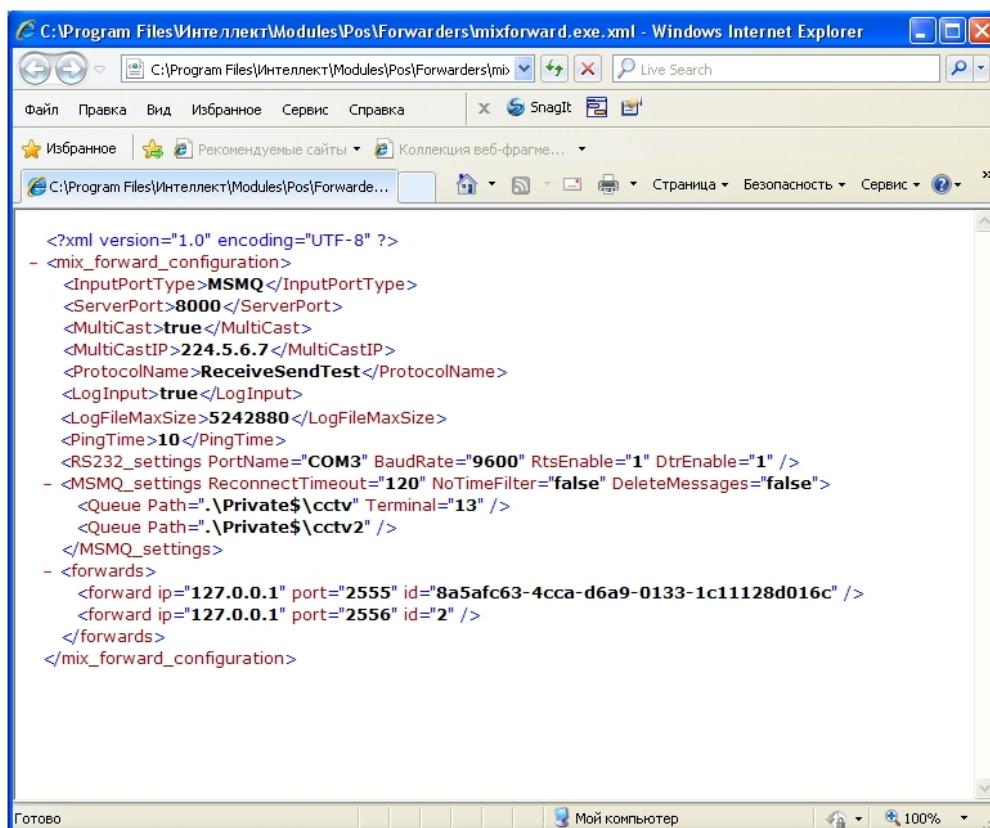 C:\Program Files\Интеллект\Modules\Pos\Forwarders\mixforward.exe.xml - Windows Internet Explorer
C:\Program Files\Интеллект\Modules\Pos\Forwarders\mix
Live Search
Файл Правка Вид Избранное Сервис Справка
x SnagIt
Избранное
Рекомендуемые сайты
Коллекция веб-фрагме...
C:\Program Files\Интеллект\Modules\Pos\Forwarde...
Страница Безопасность Сервис
<?xml version="1.0" encoding="UTF-8" ?>
- <mix_forward_configuration>
<InputPortType>MSMQ</InputPortType>
<ServerPort>8000</ServerPort>
<MultiCast>true</MultiCast>
<MultiCastIP>224.5.6.7</MultiCastIP>
<ProtocolName>ReceiveSendTest</ProtocolName>
<LogInput>true</LogInput>
<LogFileMaxSize>5242880</LogFileMaxSize>
<PingTime>10</PingTime>
<RS232_settings PortName="COM3" BaudRate="9600" RtsEnable="1" DtrEnable="1" />
- <MSMQ_settings ReconnectTimeout="120" NoTimeFilter="false" DeleteMessages="false">
<Queue Path=".\Private$\cctv" Terminal="13" />
<Queue Path=".\Private$\cctv2" />
</MSMQ_settings>
- <forwards>
<forward ip="127.0.0.1" port="2555" id="8a5afc63-4cca-d6a9-0133-1c11128d016c" />
<forward ip="127.0.0.1" port="2556" id="2" />
</forwards>
</mix_forward_configuration>
Готово
Мой компьютер
100%